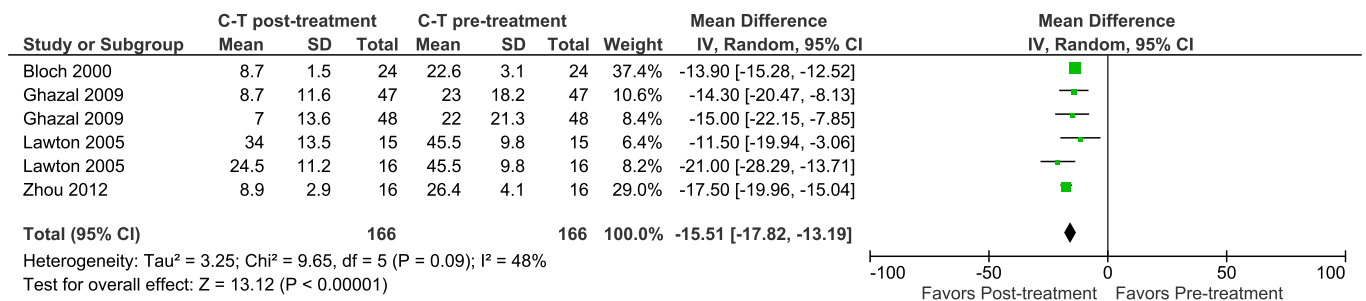 C-T post-treatment C-T pre-treatment Mean Difference Mean Difference
Study or Subgroup Mean SD Total Mean SD Total Weight IV, Random, 95% CI IV, Random, 95% CI
Bloch 2000 8.7 1.5 24 22.6 3.1 24 37.4% -13.90 [-15.28, -12.52]
Ghazal 2009 8.7 11.6 47 23 18.2 47 10.6% -14.30 [-20.47, -8.13]
Ghazal 2009 7 13.6 48 22 21.3 48 8.4% -15.00 [-22.15, -7.85]
Lawton 2005 34 13.5 15 45.5 9.8 15 6.4% -11.50 [-19.94, -3.06]
Lawton 2005 24.5 11.2 16 45.5 9.8 16 8.2% -21.00 [-28.29, -13.71]
Zhou 2012 8.9 2.9 16 26.4 4.1 16 29.0% -17.50 [-19.96, -15.04]
Total (95% CI) 166 166 100.0% -15.51 [-17.82, -13.19]
Heterogeneity: Tau² = 3.25; Chi² = 9.65, df = 5 (P = 0.09); I² = 48%
Test for overall effect: Z = 13.12 (P < 0.00001)
-100 -50 0 50 100
Favors Post-treatment Favors Pre-treatment